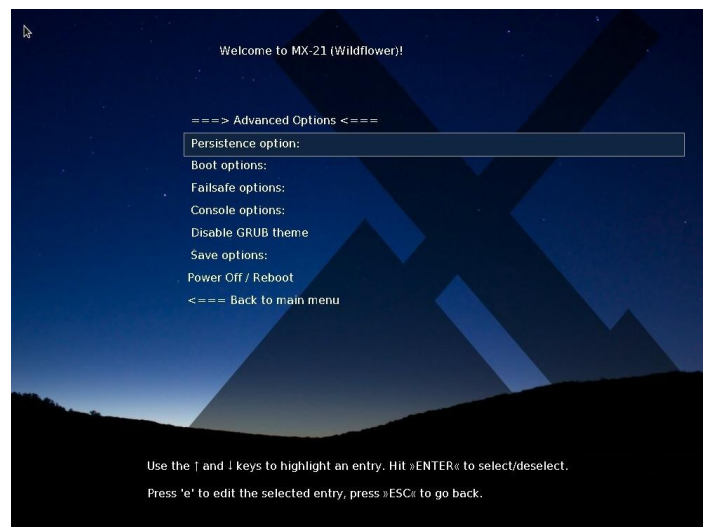 Welcome to MX-21 (Wildflower)!
===> Advanced Options <===
Persistence option:
Boot options:
Failsafe options:
Console options:
Disable GRUB theme
Save options:
Power Off / Reboot
<=== Back to main menu
Use the ↑ and ↓ keys to highlight an entry. Hit »ENTER« to select/deselect.
Press 'e' to edit the selected entry, press »ESC« to go back.